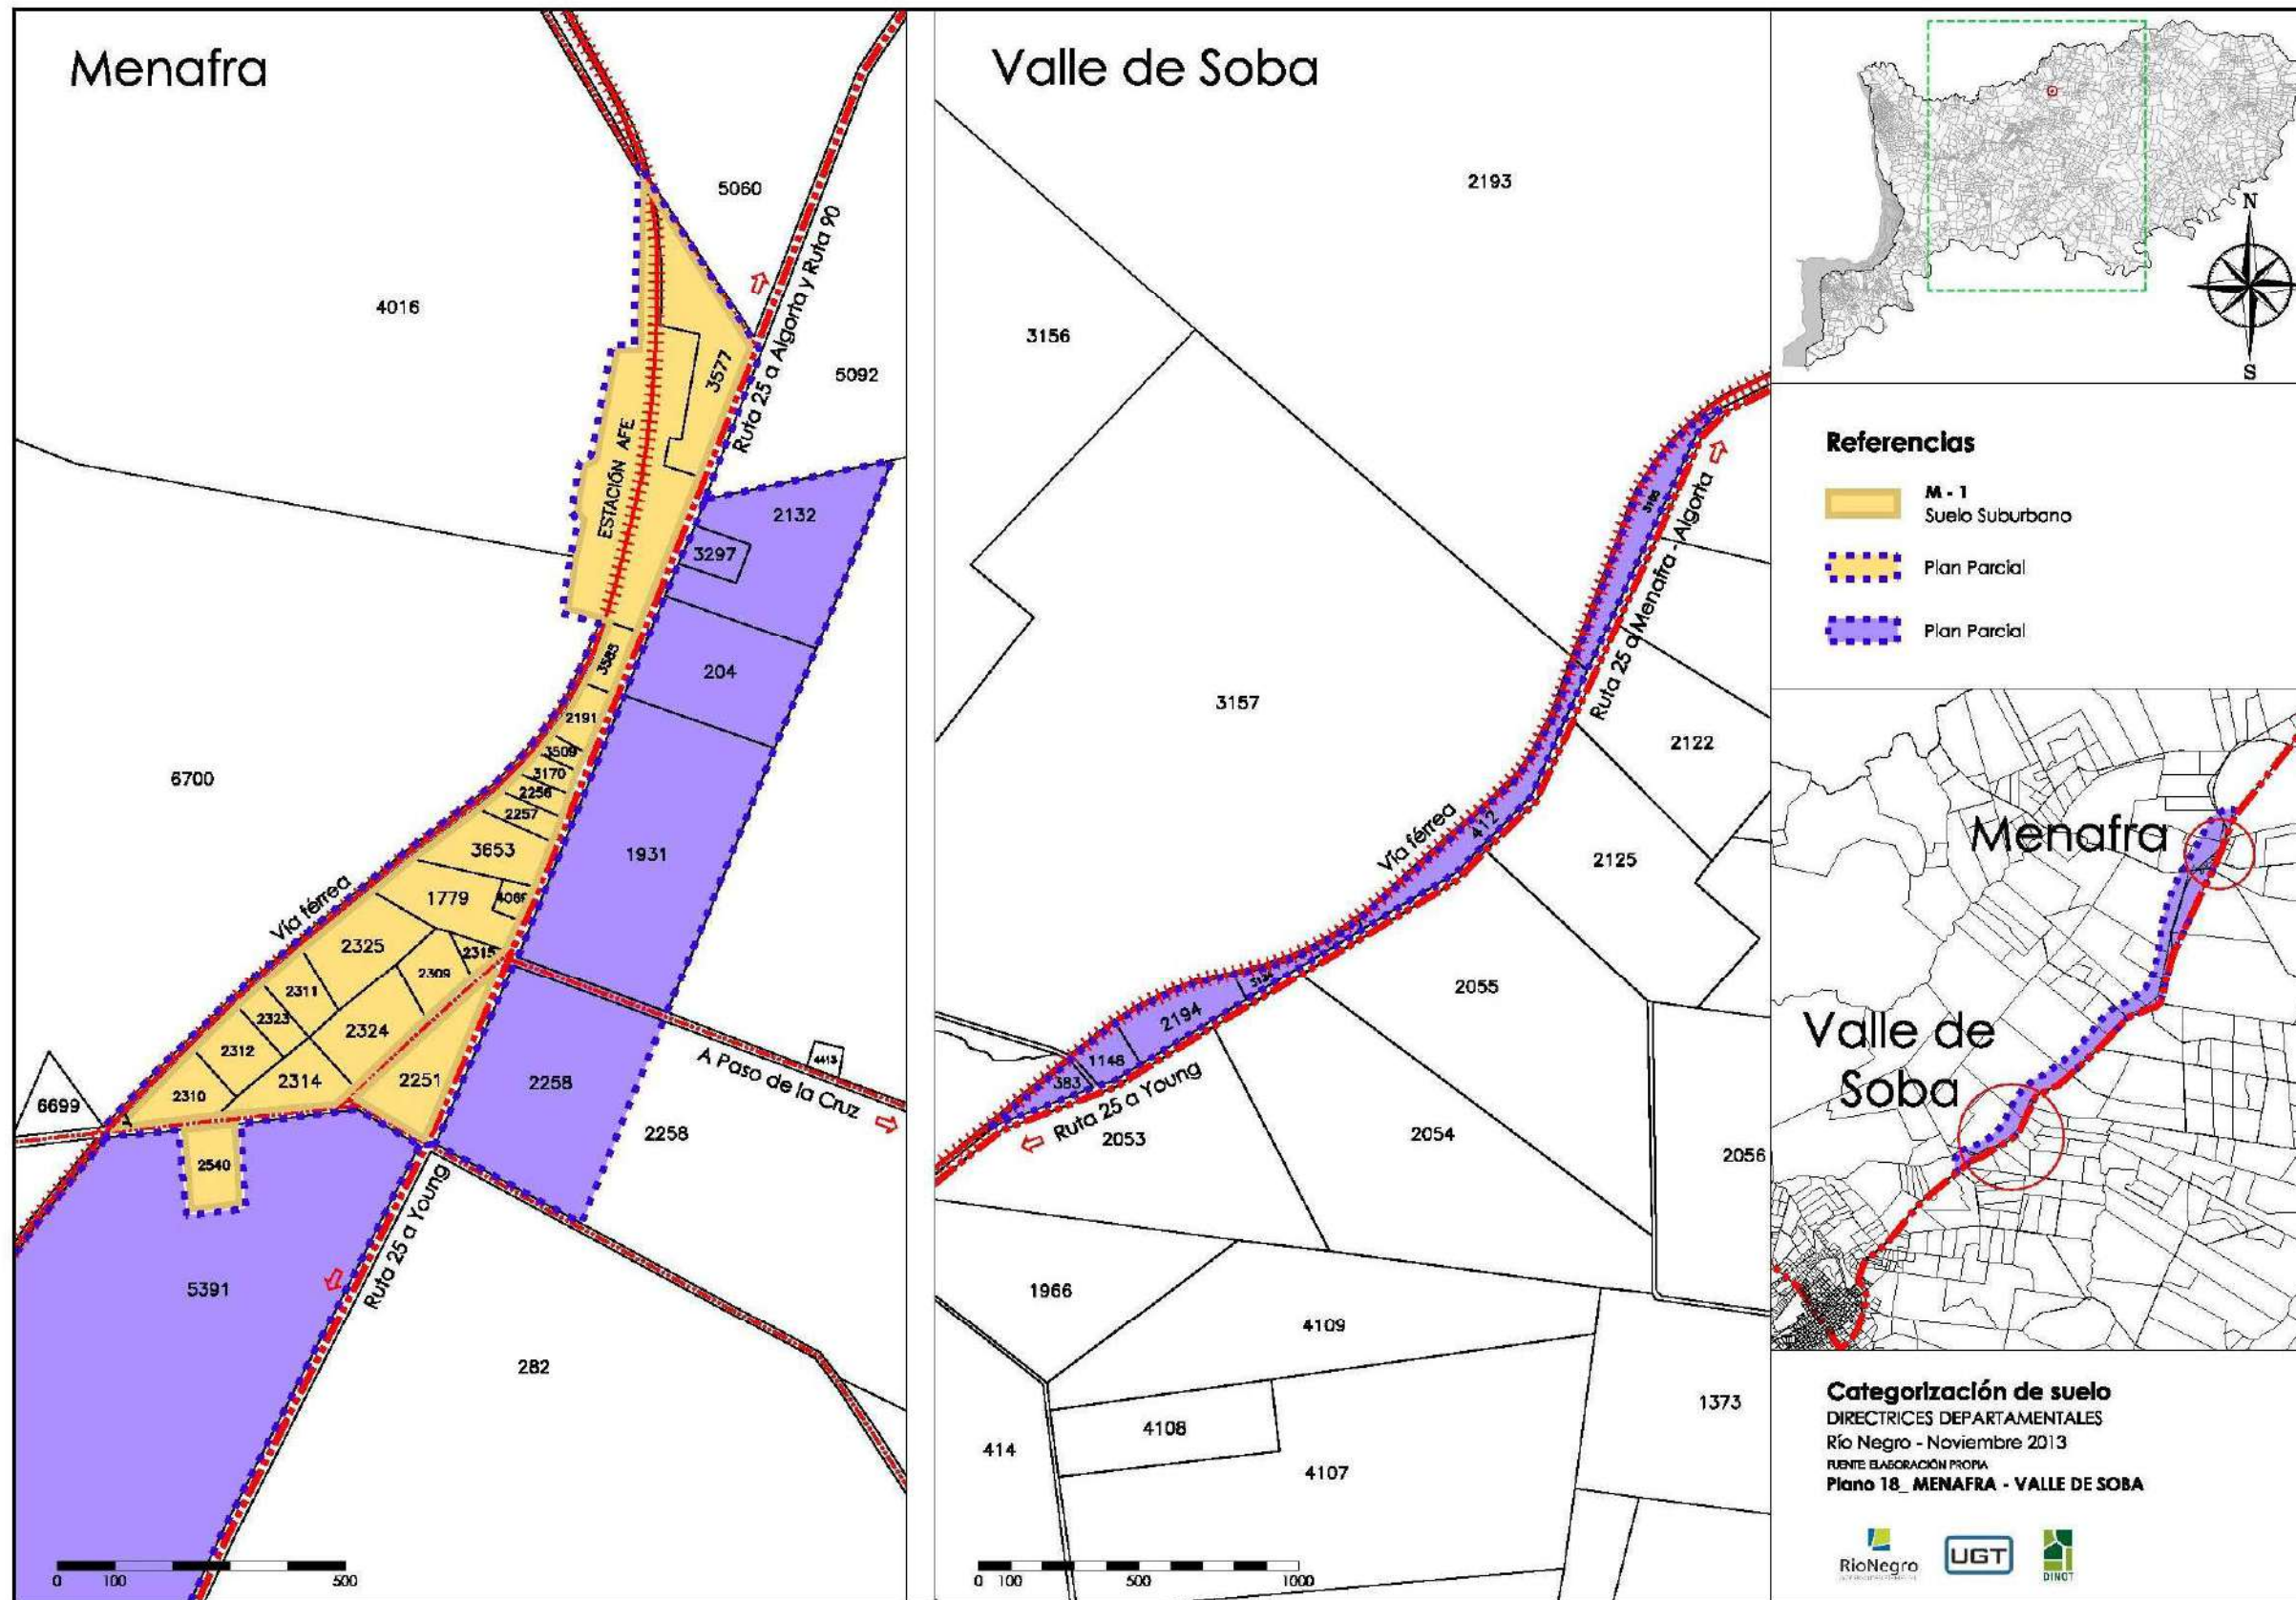 Menafra
5060
4016
Ruta 25 a Algorta y Ruta 90
3577
5092
ESTACIÓN AFE
2132
3297
3585
204
2191
3509
3170
2256
2257
6700
3653
1931
Vía férrea
1779
2325
2315
2309
2311
2323
2324
2312
4413
A Paso de la Cruz
2314
2251
2258
2310
6699
2258
2540
Ruta 25 a Young
5391
282
0 100 500
Valle de Soba
2193
3156
Ruta 25 a Menafra - Algorta
3157
2122
Vía férrea
412
2125
2055
2194
1148
383
Ruta 25 a Young
2053
2054
2056
1966
4109
1373
4108
414
4107
0 100 500 1000
N
S
Referencias
M - 1
Suelo Suburbano
Plan Parcial
Plan Parcial
Menafra
Valle de
Soba
Categorización de suelo
DIRECTRICES DEPARTAMENTALES
Río Negro - Noviembre 2013
FUENTE ELABORACIÓN PROPIA
Plano 18_ MENAFRA - VALLE DE SOBA
RioNegro
UGT
DINOT